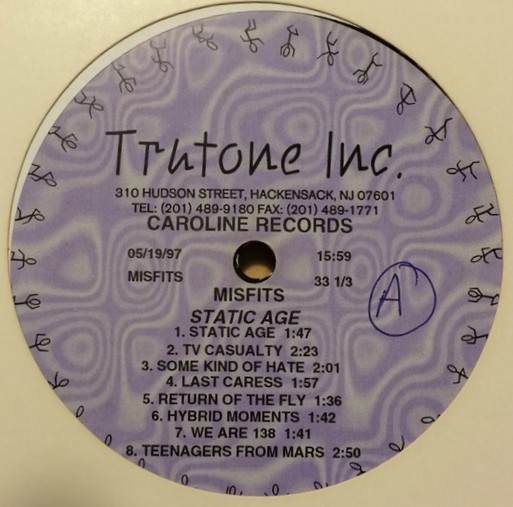 Trutone Inc.
310 HUDSON STREET, HACKENSACK, NJ 07601
TEL: (201) 489-9180 FAX: (201) 489-1771
CAROLINE RECORDS
05/19/97 15:59
MISFITS 33 1/3
MISFITS
A
STATIC AGE
1. STATIC AGE 1:47
2. TV CASUALTY 2:23
3. SOME KIND OF HATE 2:01
4. LAST CARESS 1:57
5. RETURN OF THE FLY 1:36
6. HYBRID MOMENTS 1:42
7. WE ARE 138 1:41
8. TEENAGERS FROM MARS 2:50